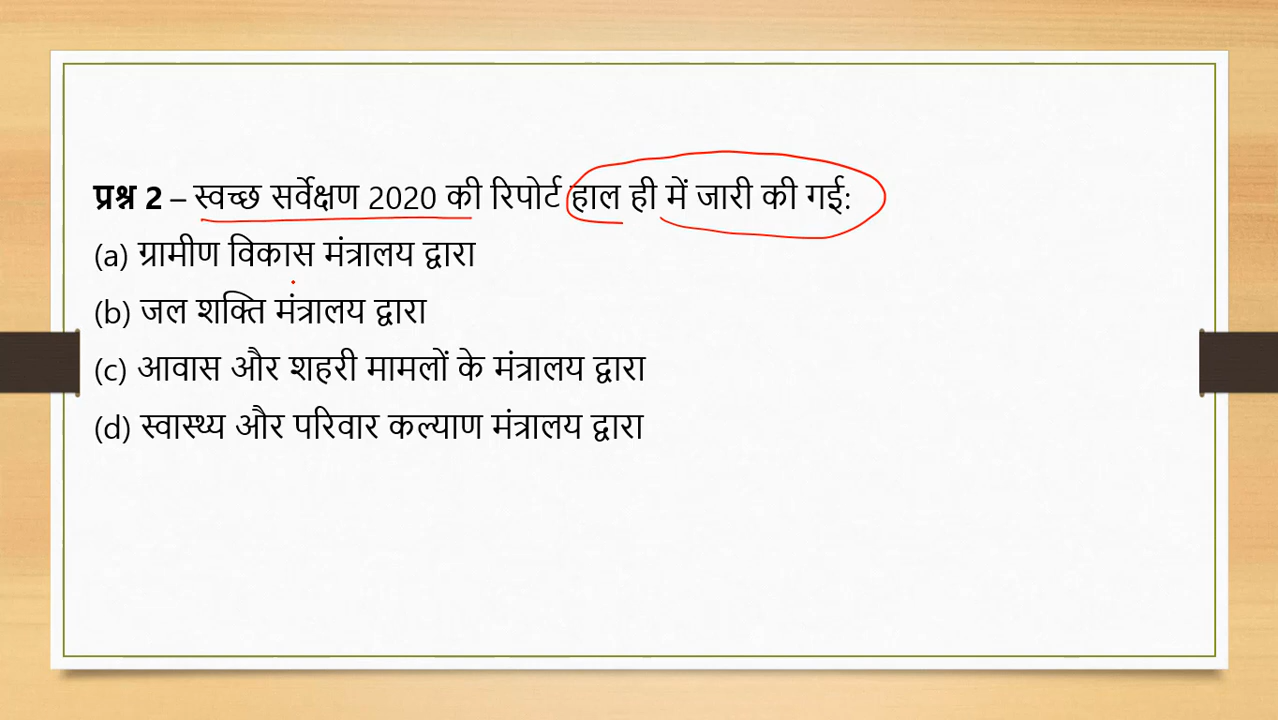 प्रश्न 2 – स्वच्छ सर्वेक्षण 2020 की रिपोर्ट हाल ही में जारी की गई:
(a) ग्रामीण विकास मंत्रालय द्वारा
(b) जल शक्ति मंत्रालय द्वारा
(c) आवास और शहरी मामलों के मंत्रालय द्वारा
(d) स्वास्थ्य और परिवार कल्याण मंत्रालय द्वारा